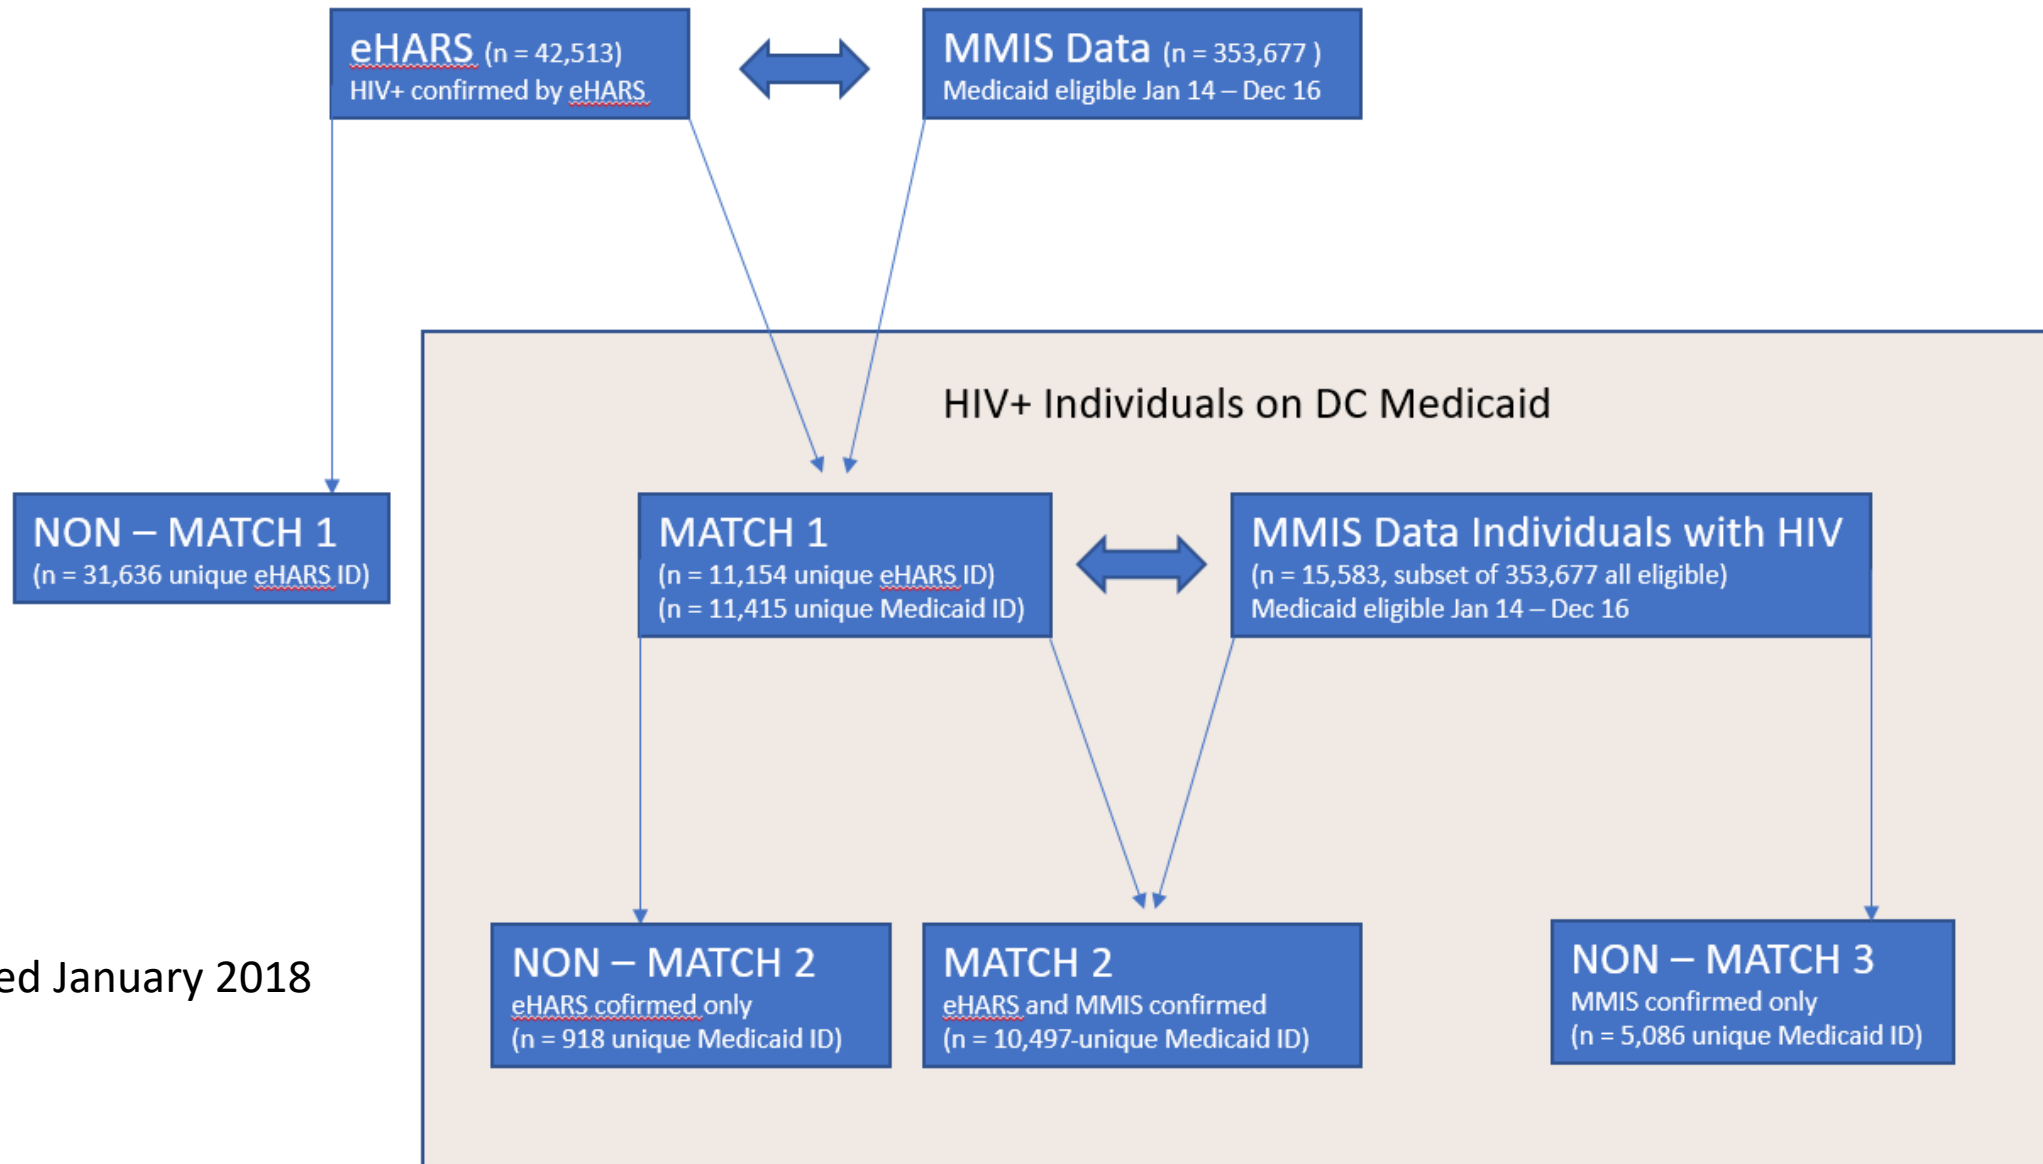 eHARS (n = 42,513)
HIV+ confirmed by eHARS
MMIS Data (n = 353,677 )
Medicaid eligible Jan 14 – Dec 16
HIV+ Individuals on DC Medicaid
NON – MATCH 1
(n = 31,636 unique eHARS ID)
MATCH 1
(n = 11,154 unique eHARS ID)
(n = 11,415 unique Medicaid ID)
MMIS Data Individuals with HIV
(n = 15,583, subset of 353,677 all eligible)
Medicaid eligible Jan 14 – Dec 16
NON – MATCH 2
eHARS cofirmed only
(n = 918 unique Medicaid ID)
MATCH 2
eHARS and MMIS confirmed
(n = 10,497-unique Medicaid ID)
NON – MATCH 3
MMIS confirmed only
(n = 5,086 unique Medicaid ID)
January 2018